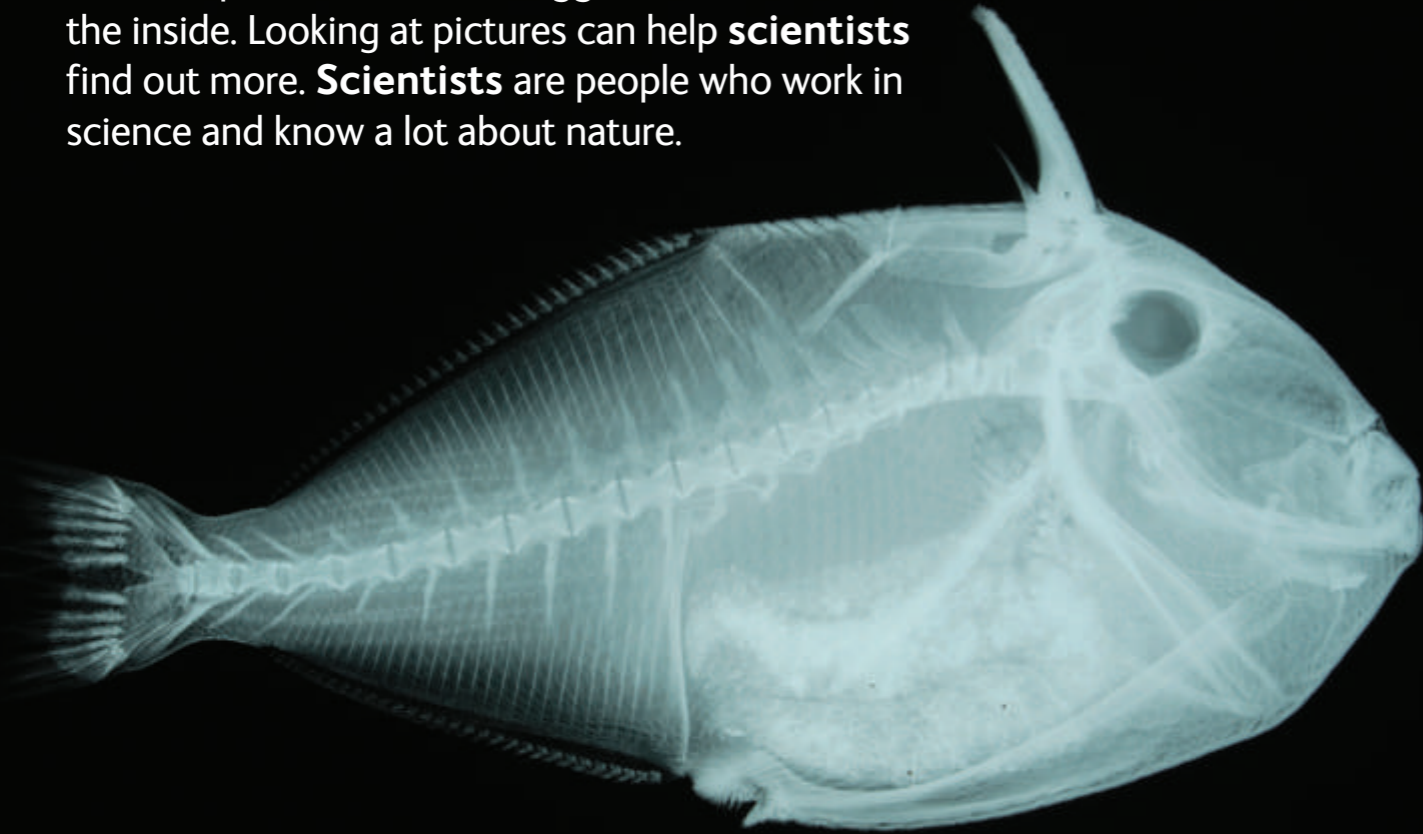 the inside. Looking at pictures can help scientists
find out more. Scientists are people who work in
science and know a lot about nature.